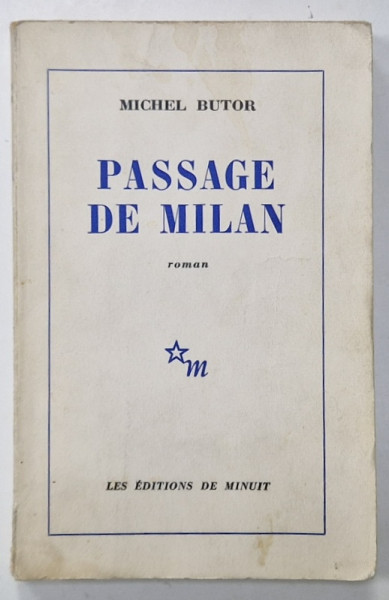 MICHEL BUTOR
PASSAGE
DE MILAN
roman
m
LES ÉDITIONS DE MINUIT